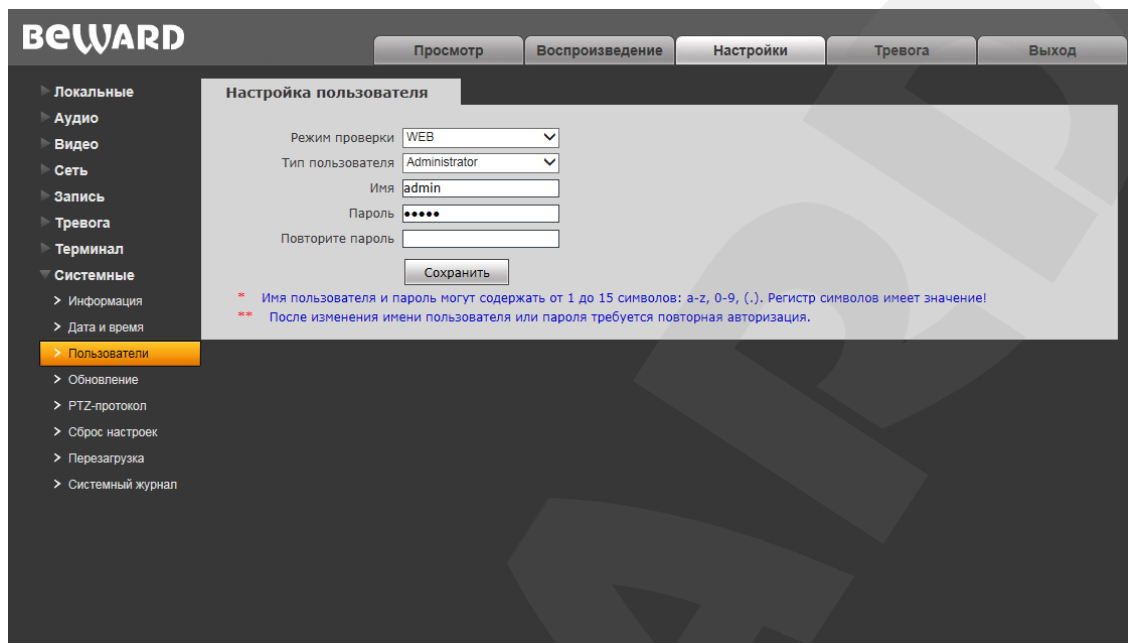 BEWARD
Просмотр Воспроизведение Настройки Тревога Выход
Локальные
Аудио
Видео
Сеть
Запись
Тревога
Терминал
Системные
Информация
Дата и время
Пользователи
Обновление
PTZ-протокол
Сброс настроек
Перезагрузка
Системный журнал
Настройка пользователя
Режим проверки WEB
Тип пользователя Administrator
Имя admin
Пароль •••••
Повторите пароль
Сохранить
* Имя пользователя и пароль могут содержать от 1 до 15 символов: a-z, 0-9, (.). Регистр символов имеет значение!
** После изменения имени пользователя или пароля требуется повторная авторизация.